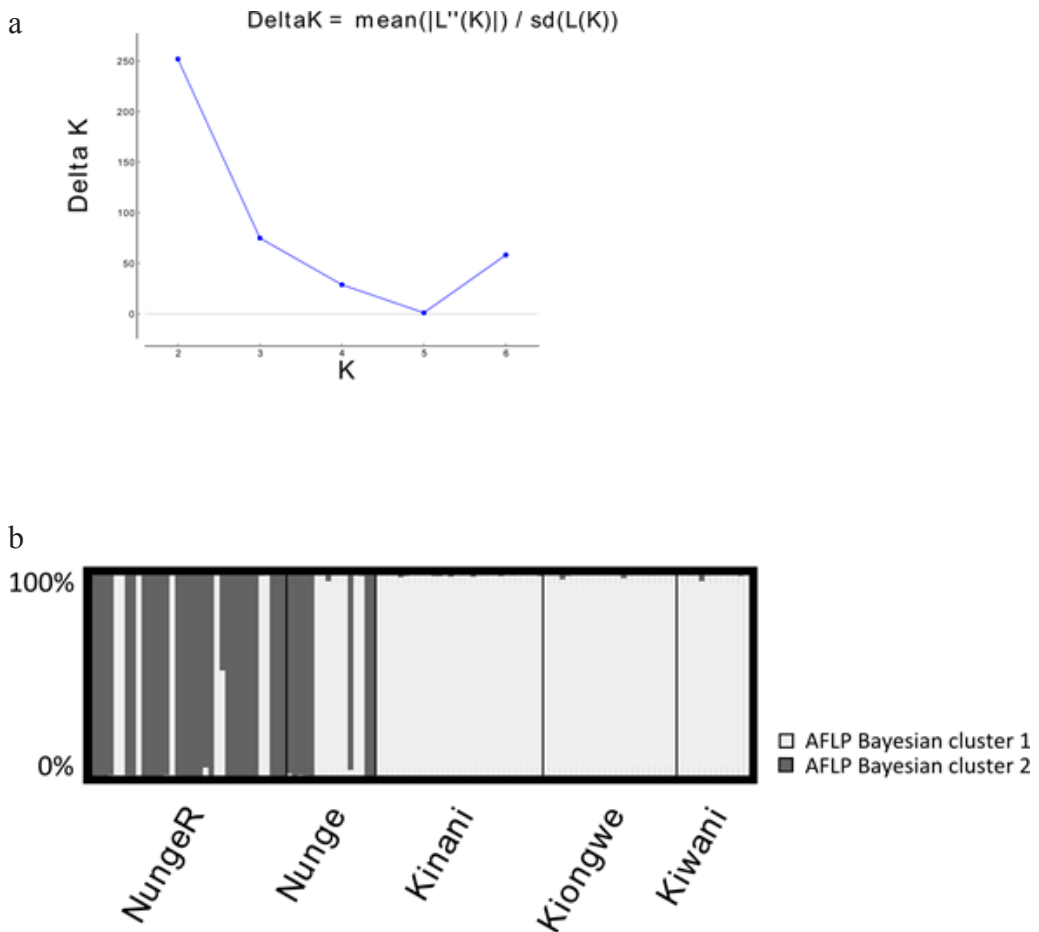 a
DeltaK = mean(|L''(K)|) / sd(L(K))
Delta K
250
200
150
100
50
0
2 3 4 5 6
K
b
100%
0%
AFLP Bayesian cluster 1
AFLP Bayesian cluster 2
NungeR
Nunge
Kinani
Kiongwe
Kiwani